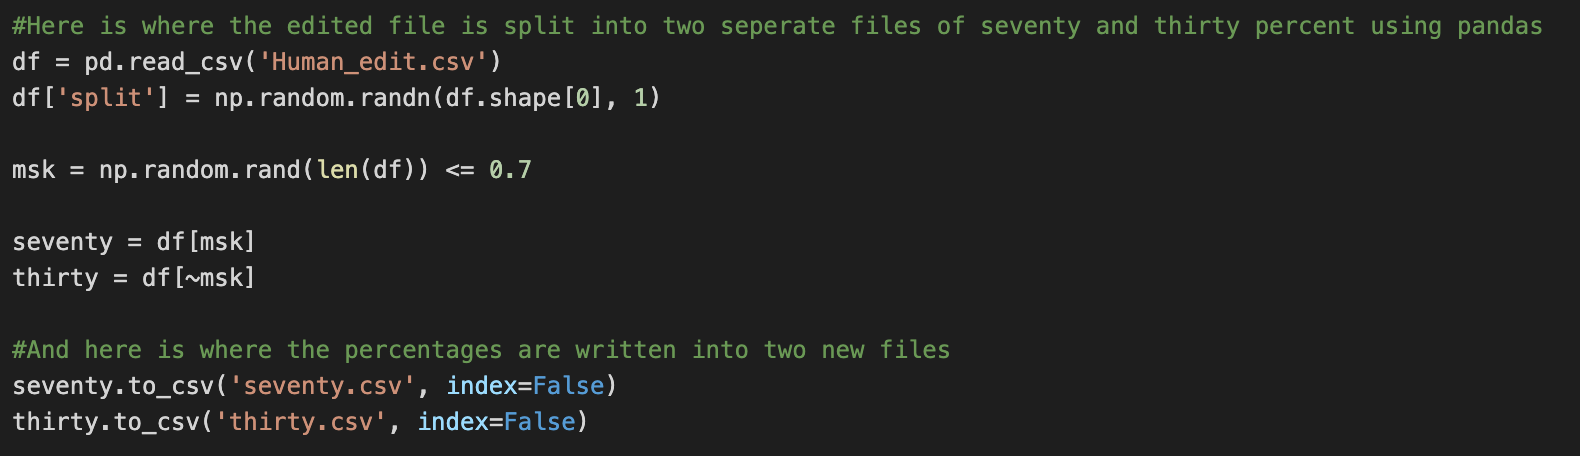 #Here is where the edited file is split into two seperate files of seventy and thirty percent using pandas
df = pd.read_csv('Human_edit.csv')
df['split'] = np.random.randn(df.shape[0], 1)
msk = np.random.rand(len(df)) <= 0.7
seventy = df[msk]
thirty = df[~msk]
#And here is where the percentages are written into two new files
seventy.to_csv('seventy.csv', index=False)
thirty.to_csv('thirty.csv', index=False)